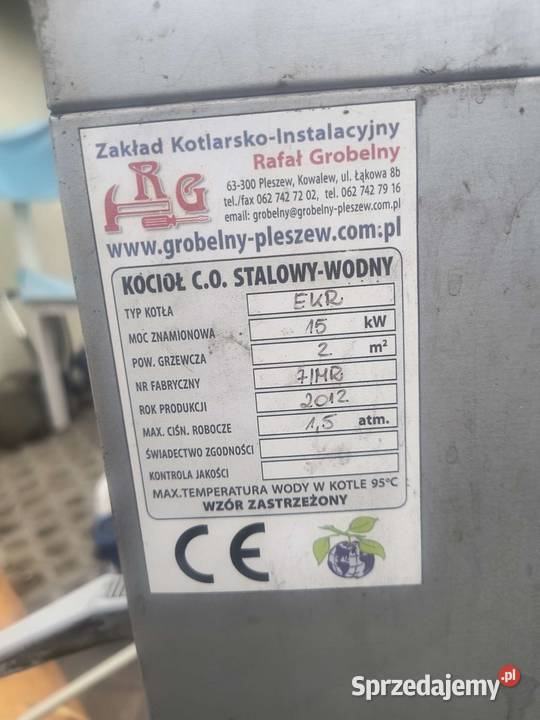 Zakład Kotlarsko-Instalacyjny
Rafał Grobelny
RG
63-300 Pleszew, Kowalew, ul. Łąkowa 8b
tel./fax 062 742 72 02, tel. 062 742 79 16
email: grobelny@grobelny-pleszew.com.pl
www.grobelny-pleszew.com.pl
KOCIOŁ C.O. STALOWY-WODNY
TYP KOTŁA EKR
MOC ZNAMIONOWA 15 kW
POW. GRZEWCZA 2 m²
NR FABRYCZNY 7/MR
ROK PRODUKCJI 2012
MAX. CIŚN. ROBOCZE 1,5 atm.
ŚWIADECTWO ZGODNOŚCI
KONTROLA JAKOŚCI
MAX.TEMPERATURA WODY W KOTLE 95°C
WZÓR ZASTRZEŻONY
CE
Sprzedajemy.pl